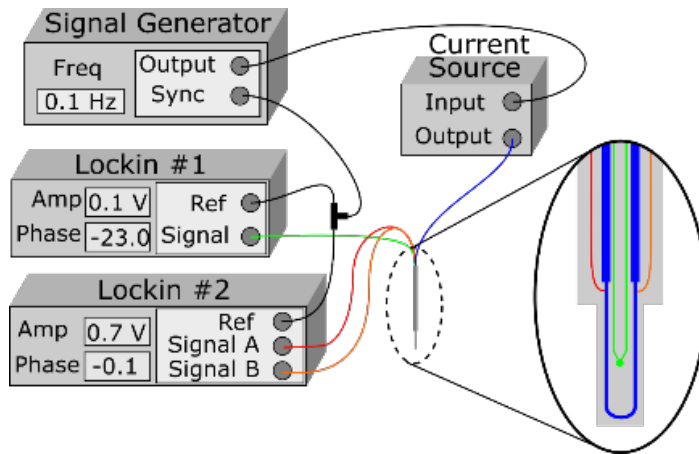 Signal Generator
Freq
0.1 Hz
Output
Sync
Current
Source
Input
Output
Lockin #1
Amp 0.1 V
Phase -23.0
Ref
Signal
Lockin #2
Amp 0.7 V
Phase -0.1
Ref
Signal A
Signal B